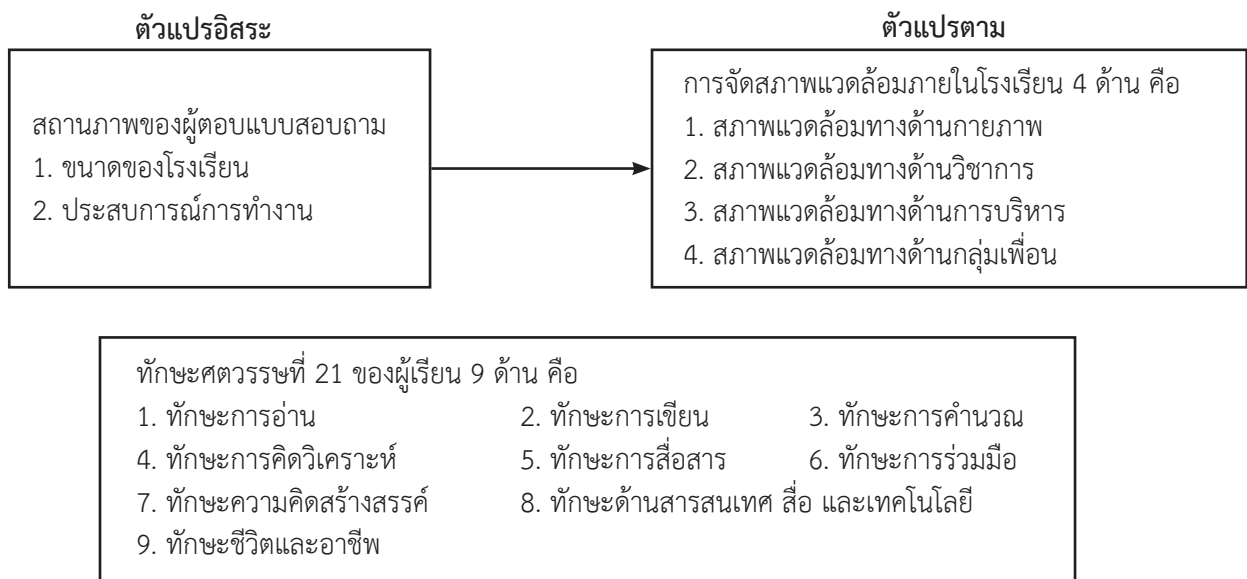 ตัวแปรอิสระ
สถานภาพของผู้ตอบแบบสอบถาม
1. ขนาดของโรงเรียน
2. ประสบการณ์การทำงาน
ตัวแปรตาม
การจัดสภาพแวดล้อมภายในโรงเรียน 4 ด้าน คือ
1. สภาพแวดล้อมทางด้านกายภาพ
2. สภาพแวดล้อมทางด้านวิชาการ
3. สภาพแวดล้อมทางด้านการบริหาร
4. สภาพแวดล้อมทางด้านกลุ่มเพื่อน
ทักษะศตวรรษที่ 21 ของผู้เรียน 9 ด้าน คือ
1. ทักษะการอ่าน 2. ทักษะการเขียน 3. ทักษะการคำนวณ
4. ทักษะการคิดวิเคราะห์ 5. ทักษะการสื่อสาร 6. ทักษะการร่วมมือ
7. ทักษะความคิดสร้างสรรค์ 8. ทักษะด้านสารสนเทศ สื่อ และเทคโนโลยี
9. ทักษะชีวิตและอาชีพ